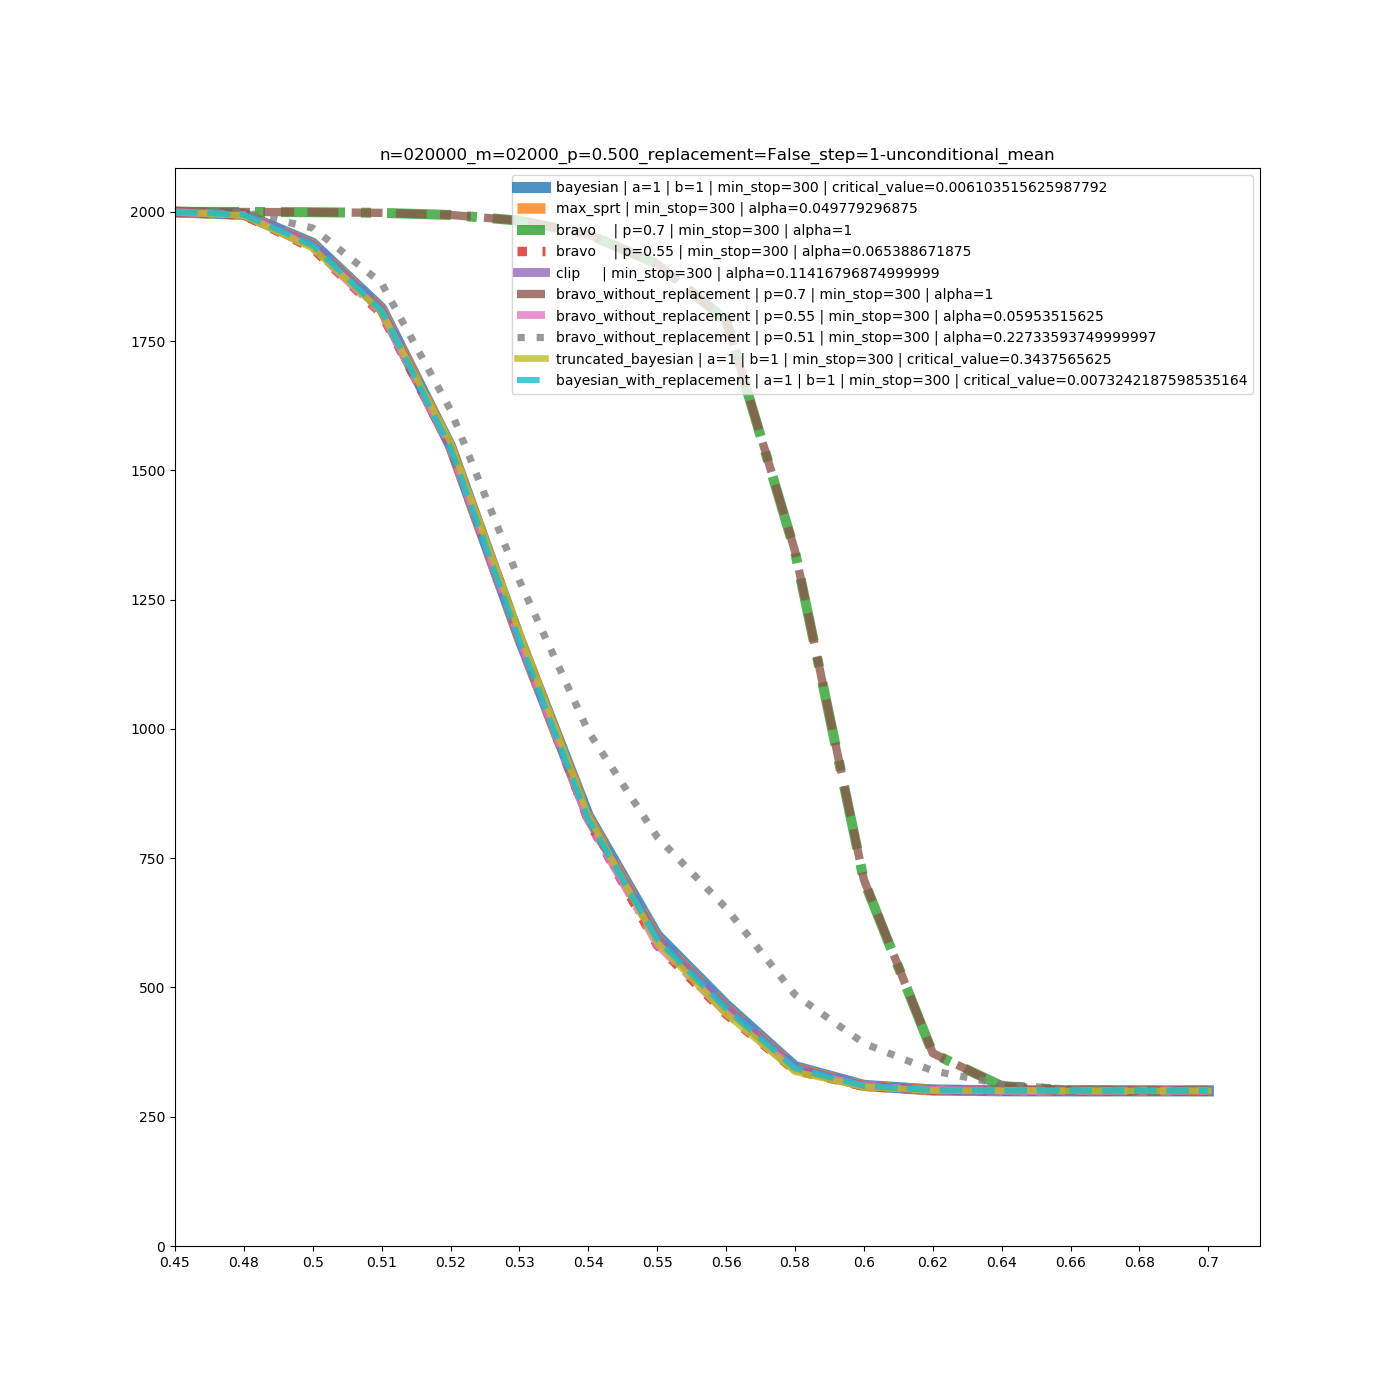 n=020000_m=02000_p=0.500_replacement=False_step=1-unconditional_mean
bayesian | a=1 | b=1 | min_stop=300 | critical_value=0.006103515625987792
max_sprt | min_stop=300 | alpha=0.049779296875
bravo | p=0.7 | min_stop=300 | alpha=1
bravo | p=0.55 | min_stop=300 | alpha=0.065388671875
clip | min_stop=300 | alpha=0.11416796874999999
bravo_without_replacement | p=0.7 | min_stop=300 | alpha=1
bravo_without_replacement | p=0.55 | min_stop=300 | alpha=0.05953515625
bravo_without_replacement | p=0.51 | min_stop=300 | alpha=0.22733593749999997
truncated_bayesian | a=1 | b=1 | min_stop=300 | critical_value=0.3437565625
bayesian_with_replacement | a=1 | b=1 | min_stop=300 | critical_value=0.0073242187598535164
2000
1750
1500
1250
1000
750
500
250
0
0.45 0.48 0.5 0.51 0.52 0.53 0.54 0.55 0.56 0.58 0.6 0.62 0.64 0.66 0.68 0.7